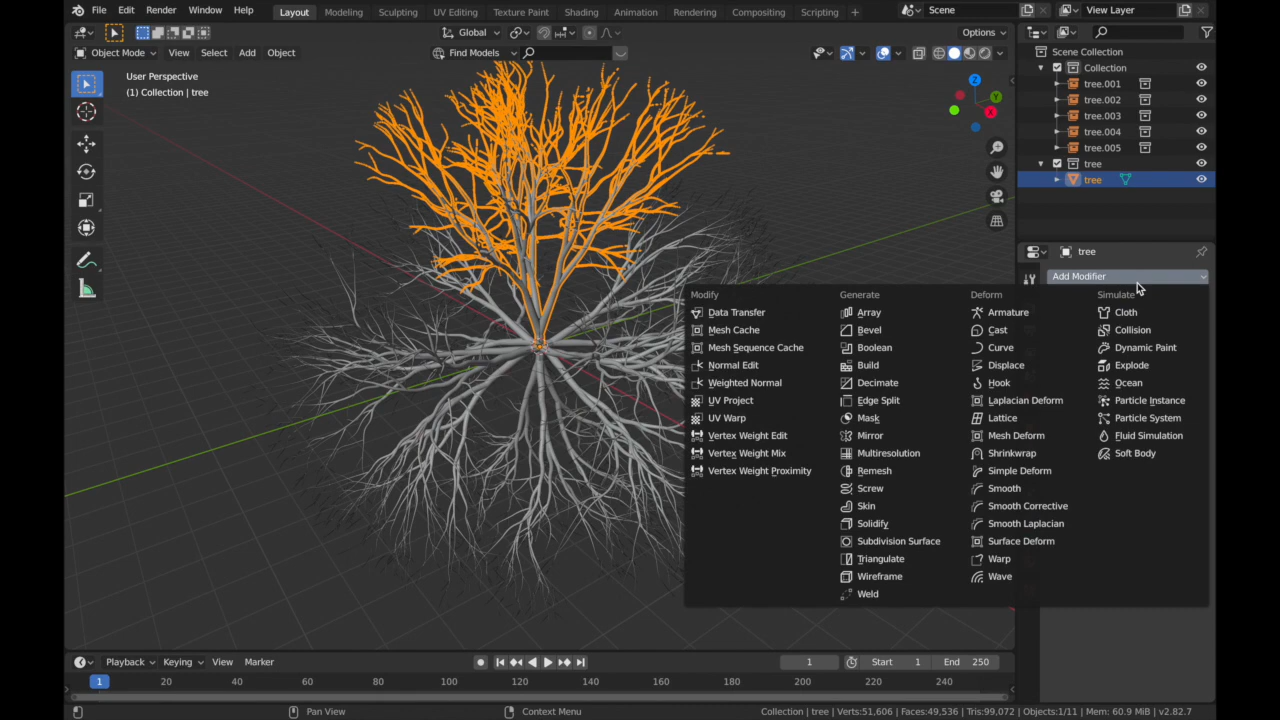 File Edit Render Window Help Layout Modeling Sculpting UV Editing Texture Paint Shading Animation Rendering Compositing Scripting + Scene View Layer
Global Options
Object Mode View Select Add Object Find Models
User Perspective
(1) Collection | tree
Z
Y
X
Scene Collection
Collection
tree.001
tree.002
tree.003
tree.004
tree.005
tree
tree
tree
Add Modifier
Modify Generate Deform Simulate
Data Transfer Array Armature Cloth
Mesh Cache Bevel Cast Collision
Mesh Sequence Cache Boolean Curve Dynamic Paint
Normal Edit Build Displace Explode
Weighted Normal Decimate Hook Ocean
UV Project Edge Split Laplacian Deform Particle Instance
UV Warp Mask Lattice Particle System
Vertex Weight Edit Mirror Mesh Deform Fluid Simulation
Vertex Weight Mix Multiresolution Shrinkwrap Soft Body
Vertex Weight Proximity Remesh Simple Deform
Screw Smooth
Skin Smooth Corrective
Solidify Smooth Laplacian
Subdivision Surface Surface Deform
Triangulate Warp
Wireframe Wave
Weld
Playback Keying View Marker 1 Start 1 End 250
1 20 40 60 80 100 120 140 160 180 200 220 240
Pan View Context Menu Collection | tree | Verts:51,606 | Faces:49,536 | Tris:99,072 | Objects:1/11 | Mem: 60.9 MiB | v2.82.7